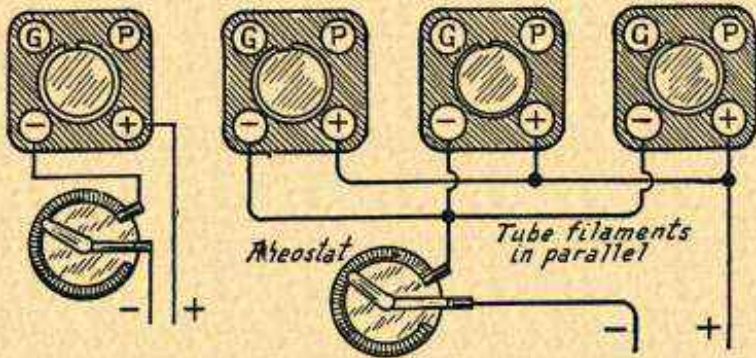 G P G P G P G P
- + - + - + - +
Rheostat
Tube filaments
in parallel
- +
- +